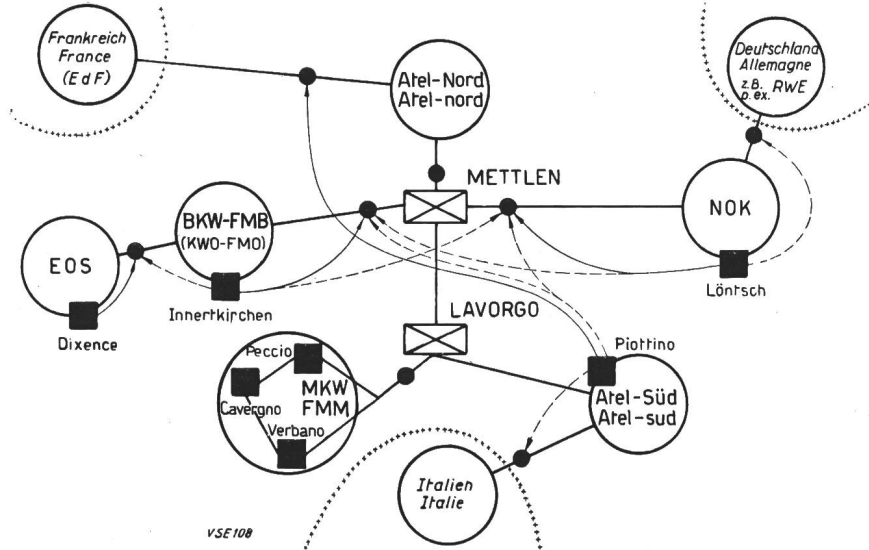 Frankreich
France
(E d F)
Atel-Nord
Atel-nord
Deutschland
Allemagne
z.B.
p.ex. RWE
METTLEN
BKW-FMB
(KWO-FMO)
NOK
EOS
Löntsch
Innertkirchen
LAVORGO
Dixence
Piottino
Peccio
MKW
FMM
Cavergno
Verbano
Atel-Süd
Atel-sud
Italien
Italie
VSE108